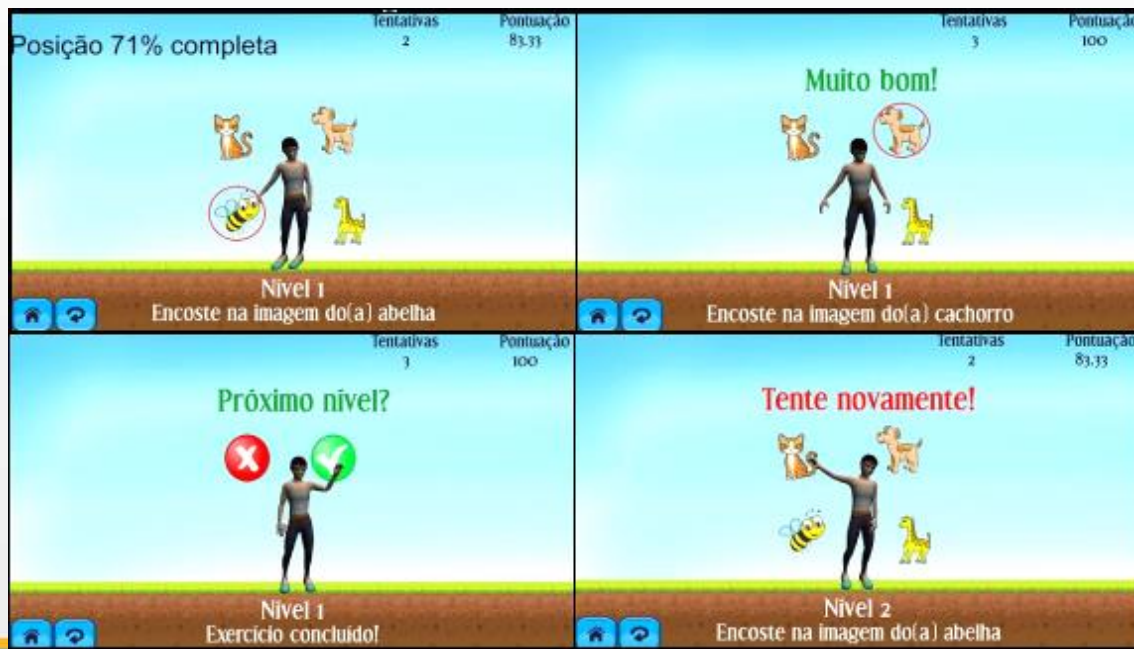 Tentativas Pontuação
2 83.33
Posição 71% completa
Nível 1
Encoste na imagem do(a) abelha
Tentativas Pontuação
3 100
Muito bom!
Nível 1
Encoste na imagem do(a) cachorro
Tentativas Pontuação
3 100
Próximo nível?
Nível 1
Exercício concluído!
Tentativas Pontuação
2 83.33
Tente novamente!
Nível 2
Encoste na imagem do(a) abelha